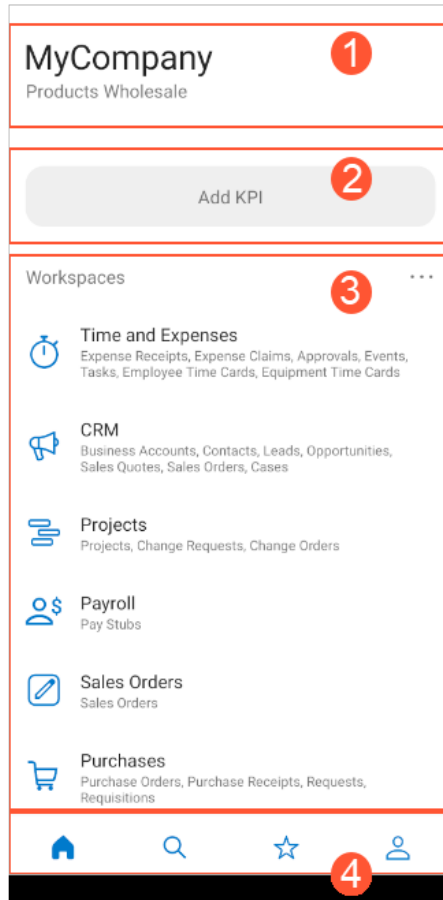 MyCompany
1
Products Wholesale
2
Add KPI
Workspaces
3
...
Time and Expenses
Expense Receipts, Expense Claims, Approvals, Events,
Tasks, Employee Time Cards, Equipment Time Cards
CRM
Business Accounts, Contacts, Leads, Opportunities,
Sales Quotes, Sales Orders, Cases
Projects
Projects, Change Requests, Change Orders
$
Payroll
Pay Stubs
Sales Orders
Sales Orders
Purchases
Purchase Orders, Purchase Receipts, Requests,
Requisitions
4